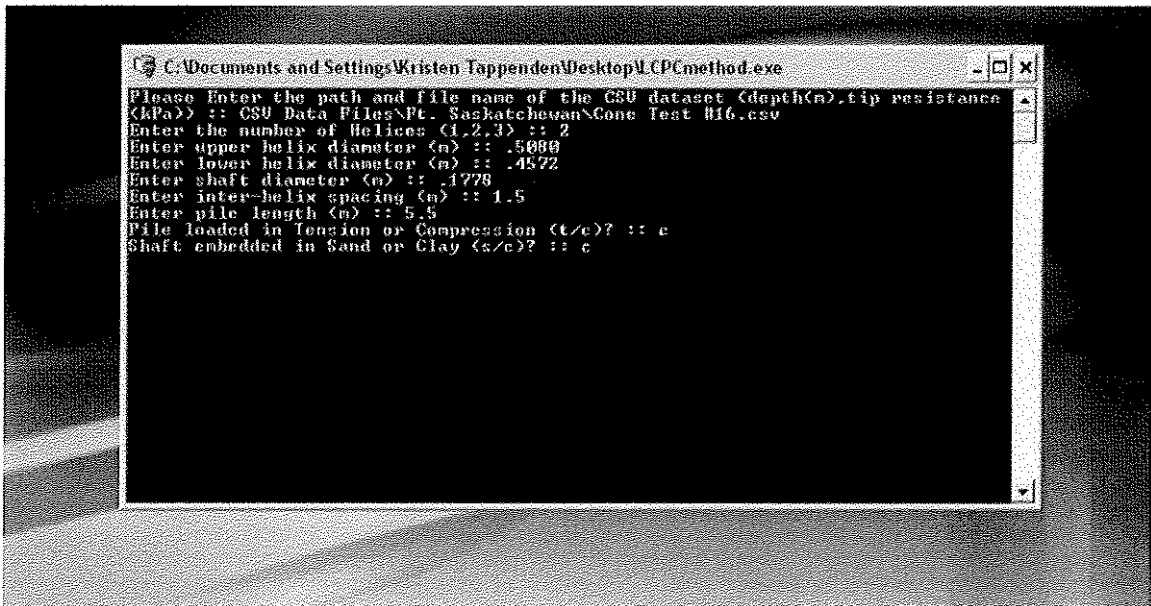 C:\Documents and Settings\Kristen Tappenden\Desktop\LCPCmethod.exe
Please Enter the path and file name of the CSV dataset (depth(m),tip resistance
(kPa)) :: CSV Data Files\Ft. Saskatchewan\Cone Test #16.csv
Enter the number of Helices (1,2,3) :: 2
Enter upper helix diameter (m) :: .5080
Enter lower helix diameter (m) :: .4572
Enter shaft diameter (m) :: .1778
Enter inter-helix spacing (m) :: 1.5
Enter pile length (m) :: 5.5
Pile loaded in Tension or Compression (t/c)? :: c
Shaft embedded in Sand or Clay (s/c)? :: c